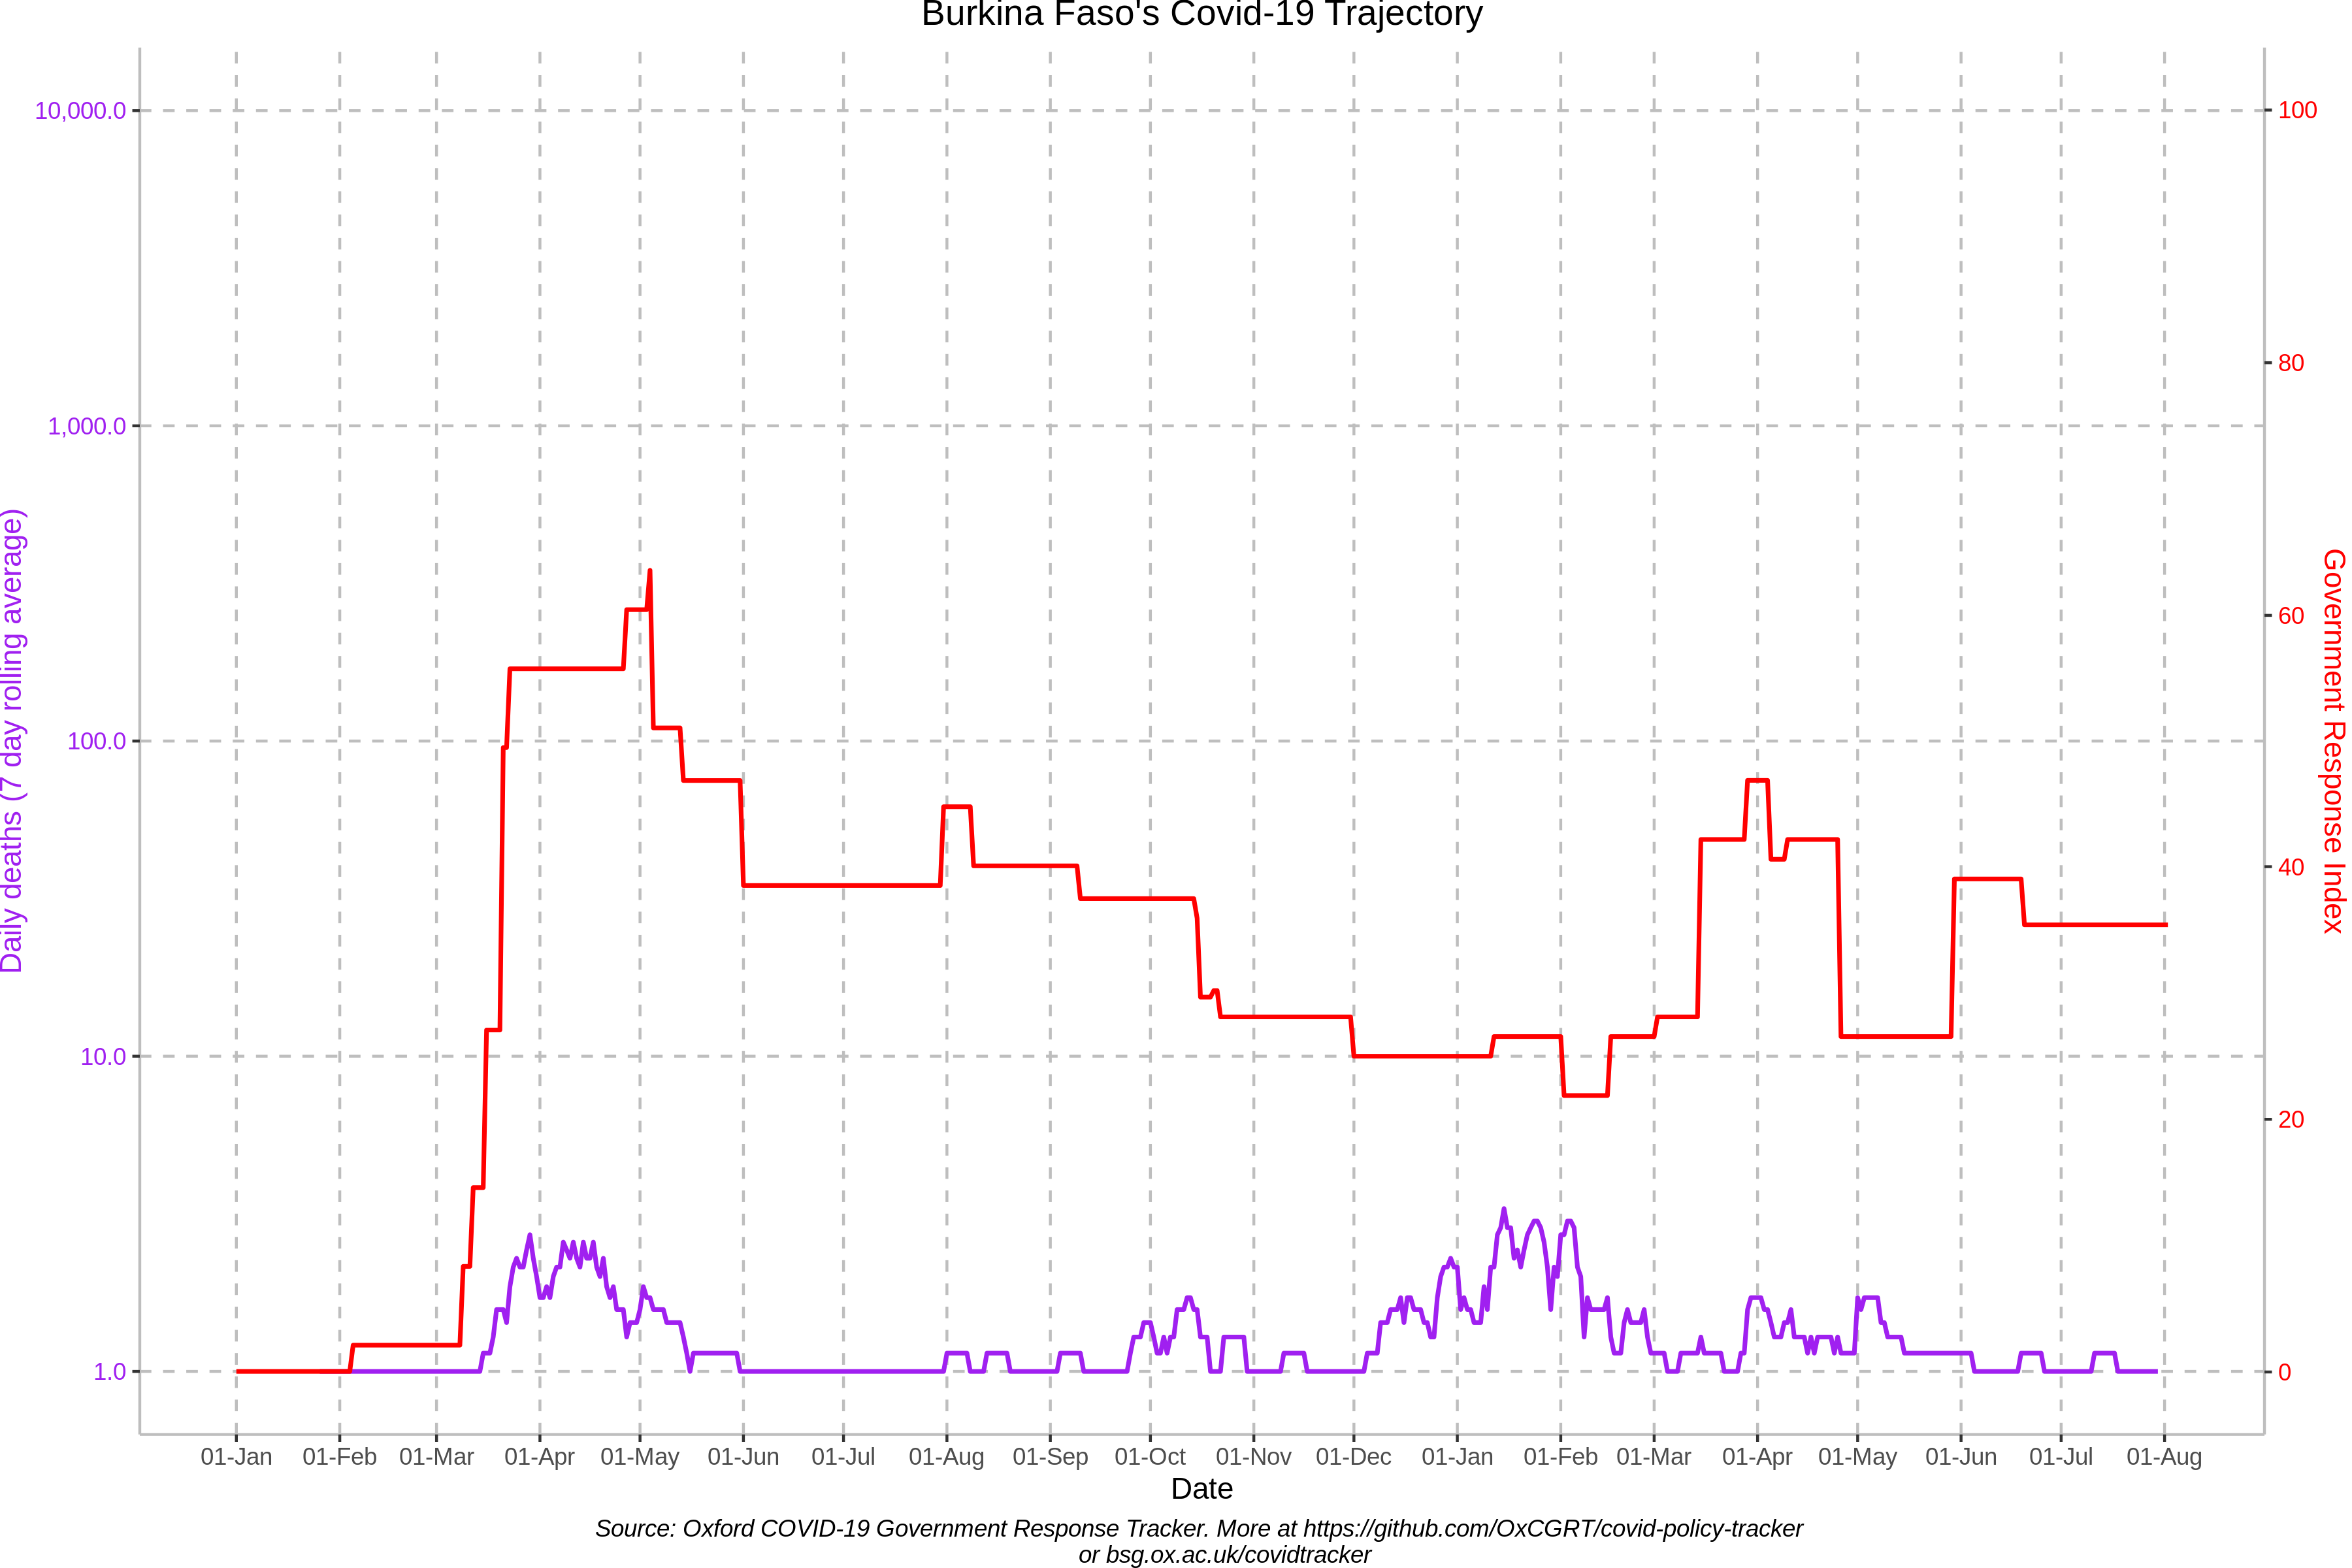 Burkina Faso's Covid-19 Trajectory
10,000.0
1,000.0
100.0
10.0
1.0
Daily deaths (7 day rolling average)
100
80
60
40
20
0
Government Response Index
01-Jan 01-Feb 01-Mar 01-Apr 01-May 01-Jun 01-Jul 01-Aug 01-Sep 01-Oct 01-Nov 01-Dec 01-Jan 01-Feb 01-Mar 01-Apr 01-May 01-Jun 01-Jul 01-Aug
Date
Source: Oxford COVID-19 Government Response Tracker. More at https://github.com/OxCGRT/covid-policy-tracker
or bsg.ox.ac.uk/covidtracker